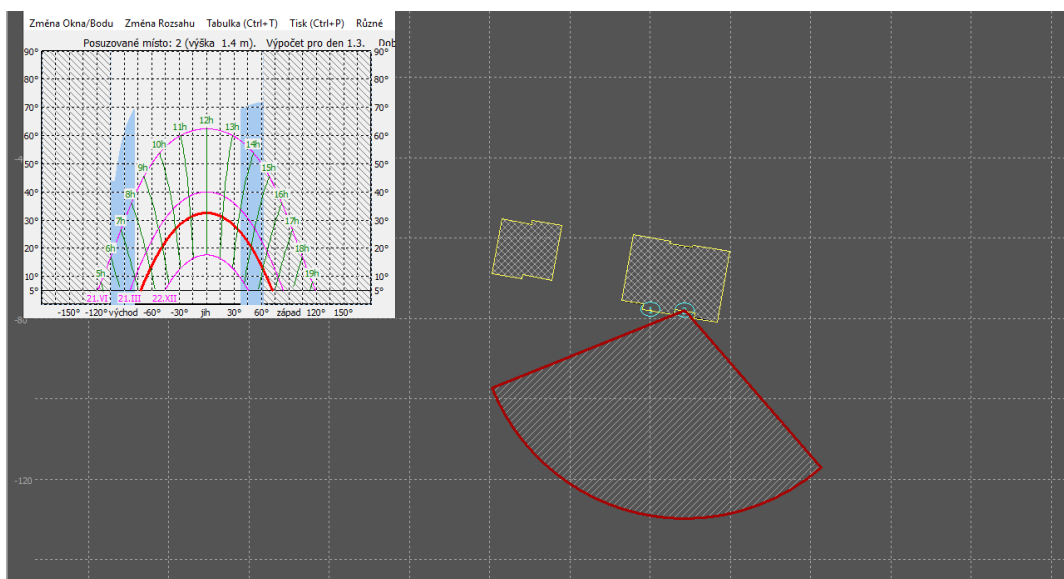 Změna Okna/Bodu Změna Rozsahu Tabulka (Ctrl+T) Tisk (Ctrl+P) Různé
Posuzované místo: 2 (výška 1.4 m). Výpočet pro den 1.3. Dob
90° 90°
80° 80°
70° 70°
60° 60°
50° 50°
40° 40°
30° 30°
20° 20°
10° 10°
5° 5°
12h
11h 13h
10h 14h
9h 15h
8h 16h
7h 17h
6h 18h
5h 19h
21.VI 21.III 22.XII
-150° -120° východ -60° -30° jih 30° 60° západ 120° 150°
-80
-120